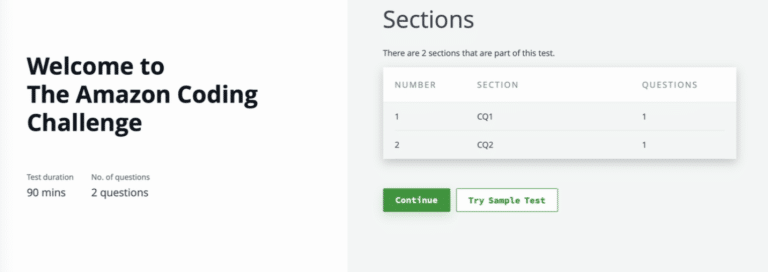 Welcome to
The Amazon Coding
Challenge
Test duration No. of questions
90 mins 2 questions
Sections
There are 2 sections that are part of this test.
NUMBER SECTION QUESTIONS
1 CQ1 1
2 CQ2 1
Continue Try Sample Test